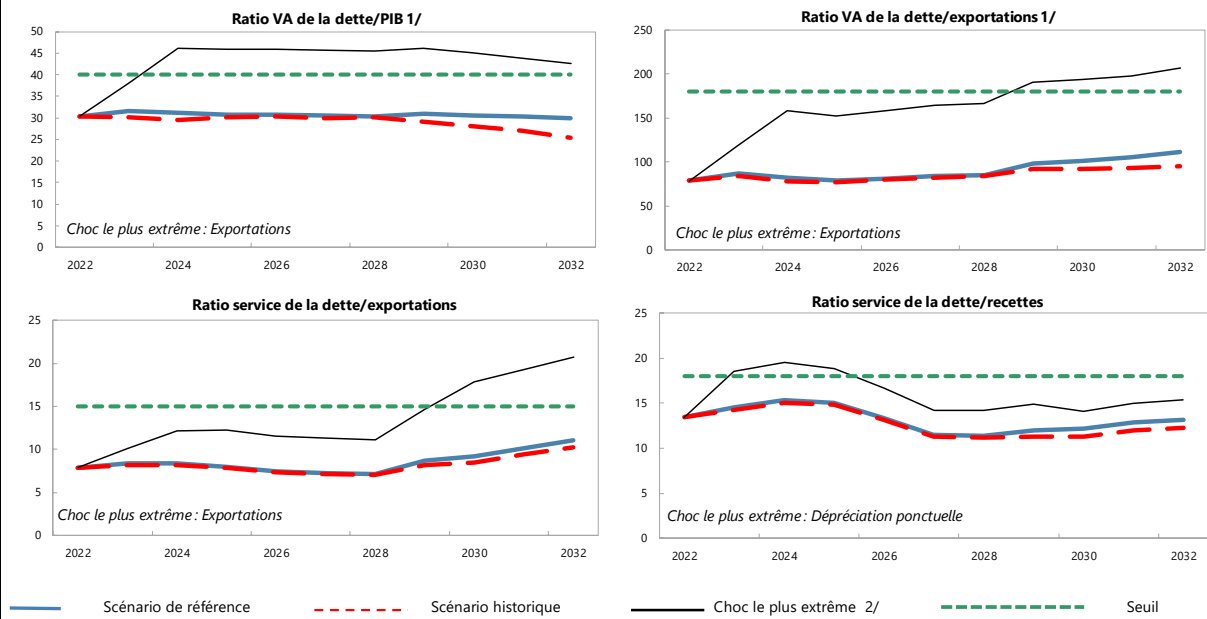 Ratio VA de la dette/PIB 1/
50
45
40
35
30
25
20
15
10
5
0
Choc le plus extrême : Exportations
2022 2024 2026 2028 2030 2032
Ratio VA de la dette/exportations 1/
250
200
150
100
50
0
Choc le plus extrême : Exportations
2022 2024 2026 2028 2030 2032
Ratio service de la dette/exportations
25
20
15
10
5
0
Choc le plus extrême : Exportations
2022 2024 2026 2028 2030 2032
Ratio service de la dette/recettes
25
20
15
10
5
0
Choc le plus extrême : Dépréciation ponctuelle
2022 2024 2026 2028 2030 2032
Scénario de référence Scénario historique Choc le plus extrême 2/ Seuil